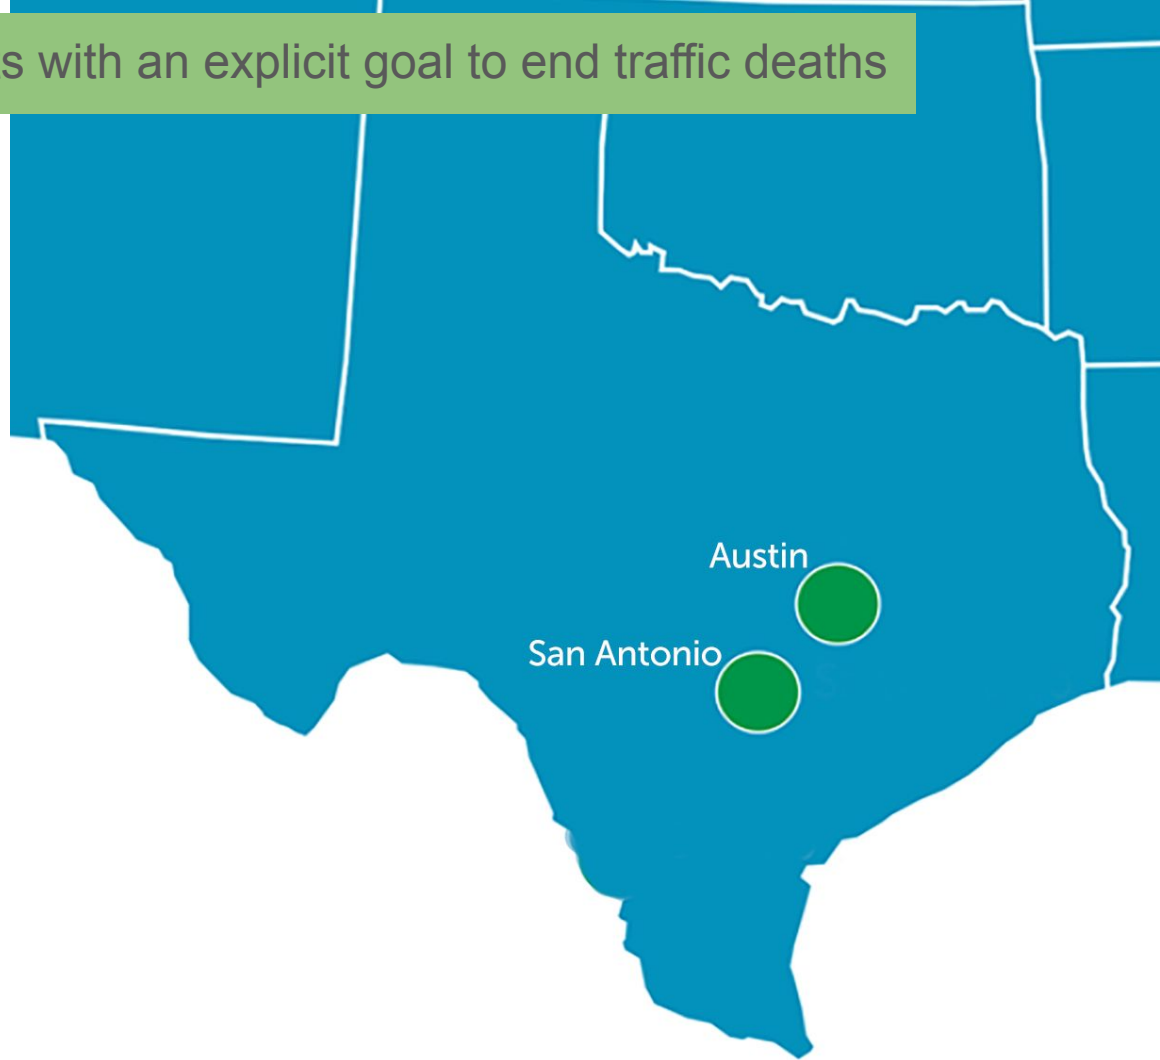 with an explicit goal to end traffic deaths
Austin
San Antonio